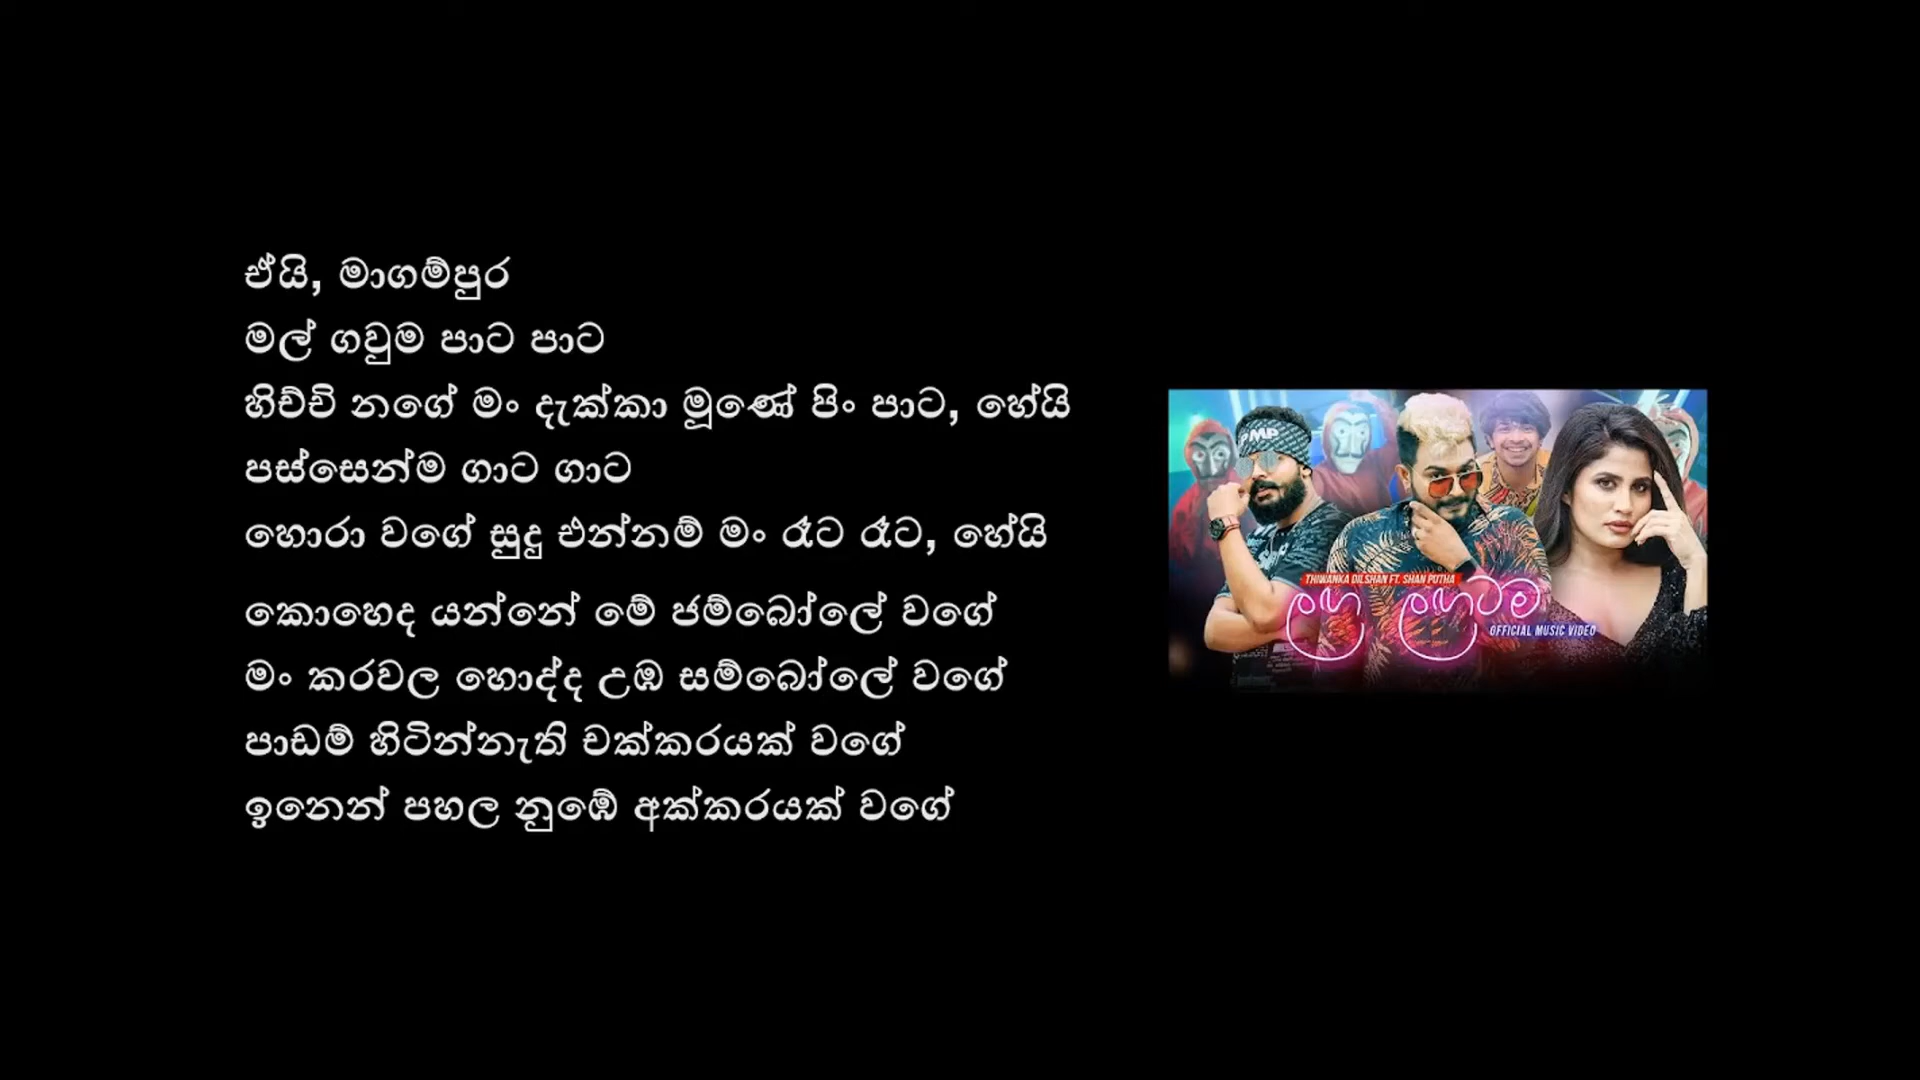 ඒයි, මාගම්පුර
මල් ගවුම පාට පාට
හිච්චි නගේ මං දැක්කා මූණේ පිං පාට, හේයි
පස්සෙන්ම ගාට ගාට
හොරා වගේ සුදු එන්නම් මං රෑට රෑට, හේයි
කොහෙද යන්නේ මේ ජම්බෝලේ වගේ
මං කරවල හොද්ද උඹ සම්බෝලේ වගේ
පාඩම් හිටින්නැති චක්කරයක් වගේ
ඉනෙන් පහල නුඹේ අක්කරයක් වගේ
THIWANKA DILSHAN FT. SHAN PUTHA
ලඟ ලඟටම
OFFICIAL MUSIC VIDEO